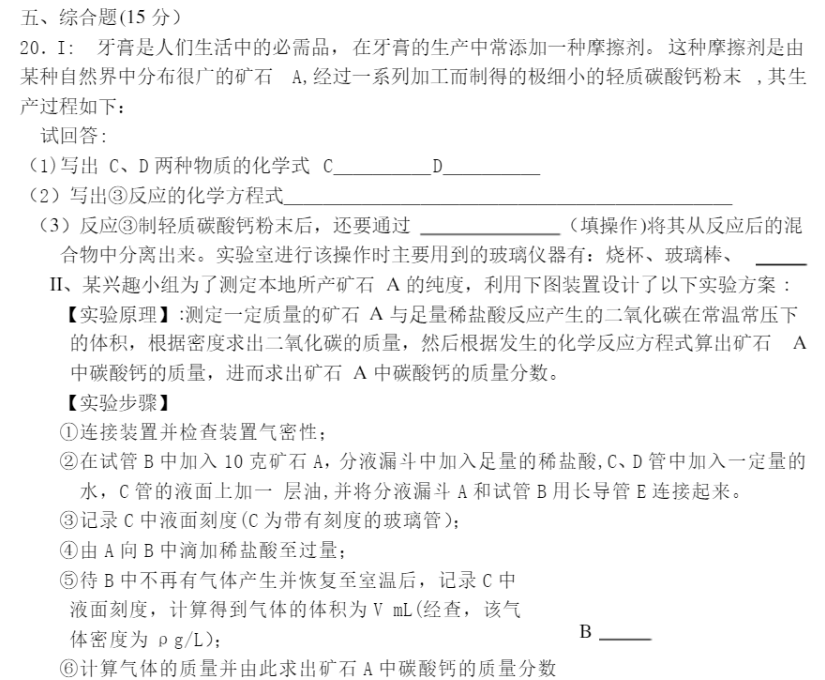 五、综合题(15 分)
20. I: 牙膏是人们生活中的必需品, 在牙膏的生产中常添加一种摩擦剂。这种摩擦剂是由
某种自然界中分布很广的矿石 A,经过一系列加工而制得的极细小的轻质碳酸钙粉末 ,其生
产过程如下:
试回答:
(1)写出 C、D 两种物质的化学式 C__________D__________
(2) 写出③反应的化学方程式______________________________________________
(3) 反应③制轻质碳酸钙粉末后, 还要通过 ______________ (填操作)将其从反应后的混
合物中分离出来。实验室进行该操作时主要用到的玻璃仪器有: 烧杯、玻璃棒、 _____
II、某兴趣小组为了测定本地所产矿石 A 的纯度, 利用下图装置设计了以下实验方案 :
【实验原理】:测定一定质量的矿石 A 与足量稀盐酸反应产生的二氧化碳在常温常压下
的体积, 根据密度求出二氧化碳的质量, 然后根据发生的化学反应方程式算出矿石 A
中碳酸钙的质量, 进而求出矿石 A 中碳酸钙的质量分数。
【实验步骤】
①连接装置并检查装置气密性;
②在试管 B 中加入 10 克矿石 A, 分液漏斗中加入足量的稀盐酸,C、D 管中加入一定量的
水, C 管的液面上加一 层油,并将分液漏斗 A 和试管 B 用长导管 E 连接起来。
③记录 C 中液面刻度(C 为带有刻度的玻璃管);
④由 A 向 B 中滴加稀盐酸至过量;
⑤待 B 中不再有气体产生并恢复至室温后, 记录 C 中
液面刻度, 计算得到气体的体积为 V mL(经查, 该气
体密度为 ρg/L);
B _____
⑥计算气体的质量并由此求出矿石 A 中碳酸钙的质量分数